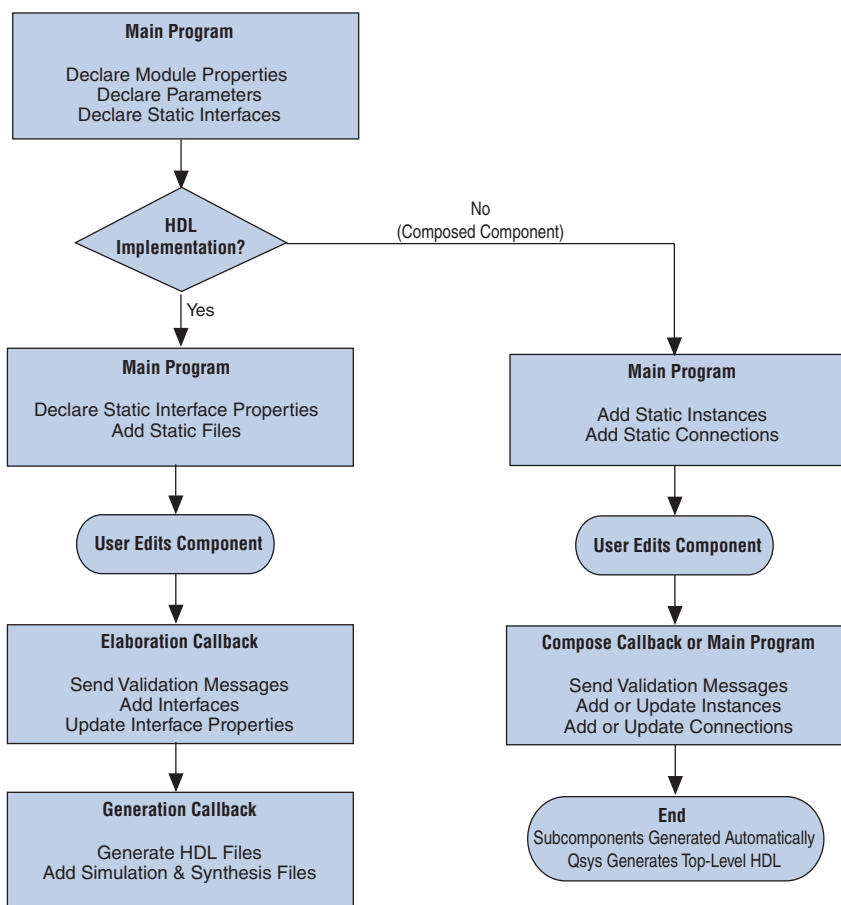 Main Program
Declare Module Properties
Declare Parameters
Declare Static Interfaces
HDL
Implementation?
No
(Composed Component)
Yes
Main Program
Declare Static Interface Properties
Add Static Files
User Edits Component
Elaboration Callback
Send Validation Messages
Add Interfaces
Update Interface Properties
Generation Callback
Generate HDL Files
Add Simulation & Synthesis Files
Main Program
Add Static Instances
Add Static Connections
User Edits Component
Compose Callback or Main Program
Send Validation Messages
Add or Update Instances
Add or Update Connections
End
Subcomponents Generated Automatically
Qsys Generates Top-Level HDL